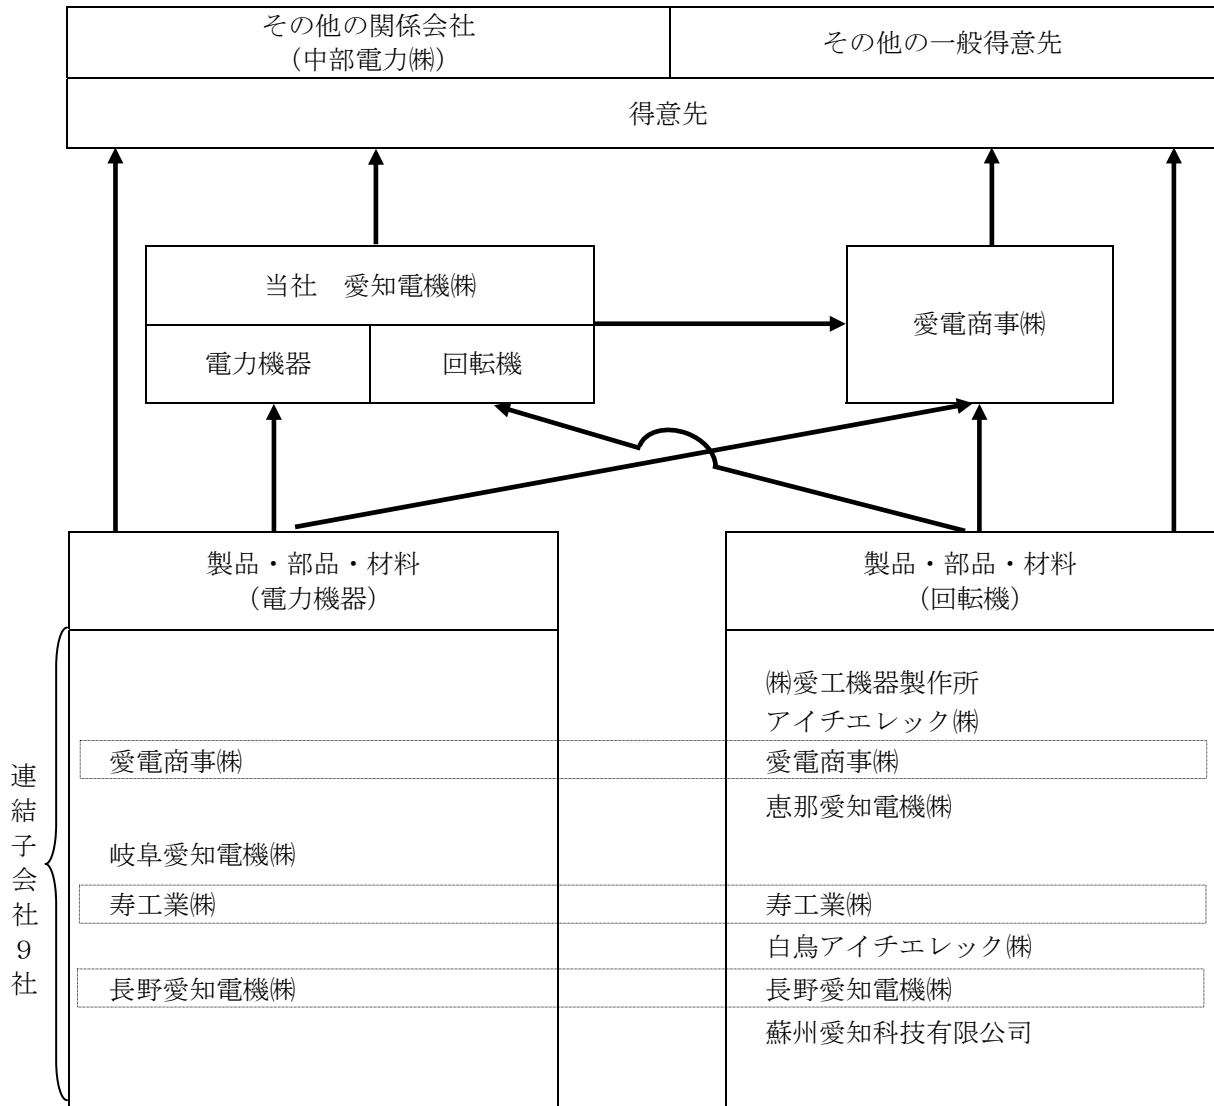 その他の関係会社
（中部電力㈱）
その他の一般得意先
得意先
当社　愛知電機㈱
電力機器
回転機
愛電商事㈱
製品・部品・材料
（電力機器）
製品・部品・材料
（回転機）
連結子会社９社
㈱愛工機器製作所
アイチエレック㈱
愛電商事㈱
愛電商事㈱
恵那愛知電機㈱
岐阜愛知電機㈱
寿工業㈱
寿工業㈱
白鳥アイチエレック㈱
長野愛知電機㈱
長野愛知電機㈱
蘇州愛知科技有限公司